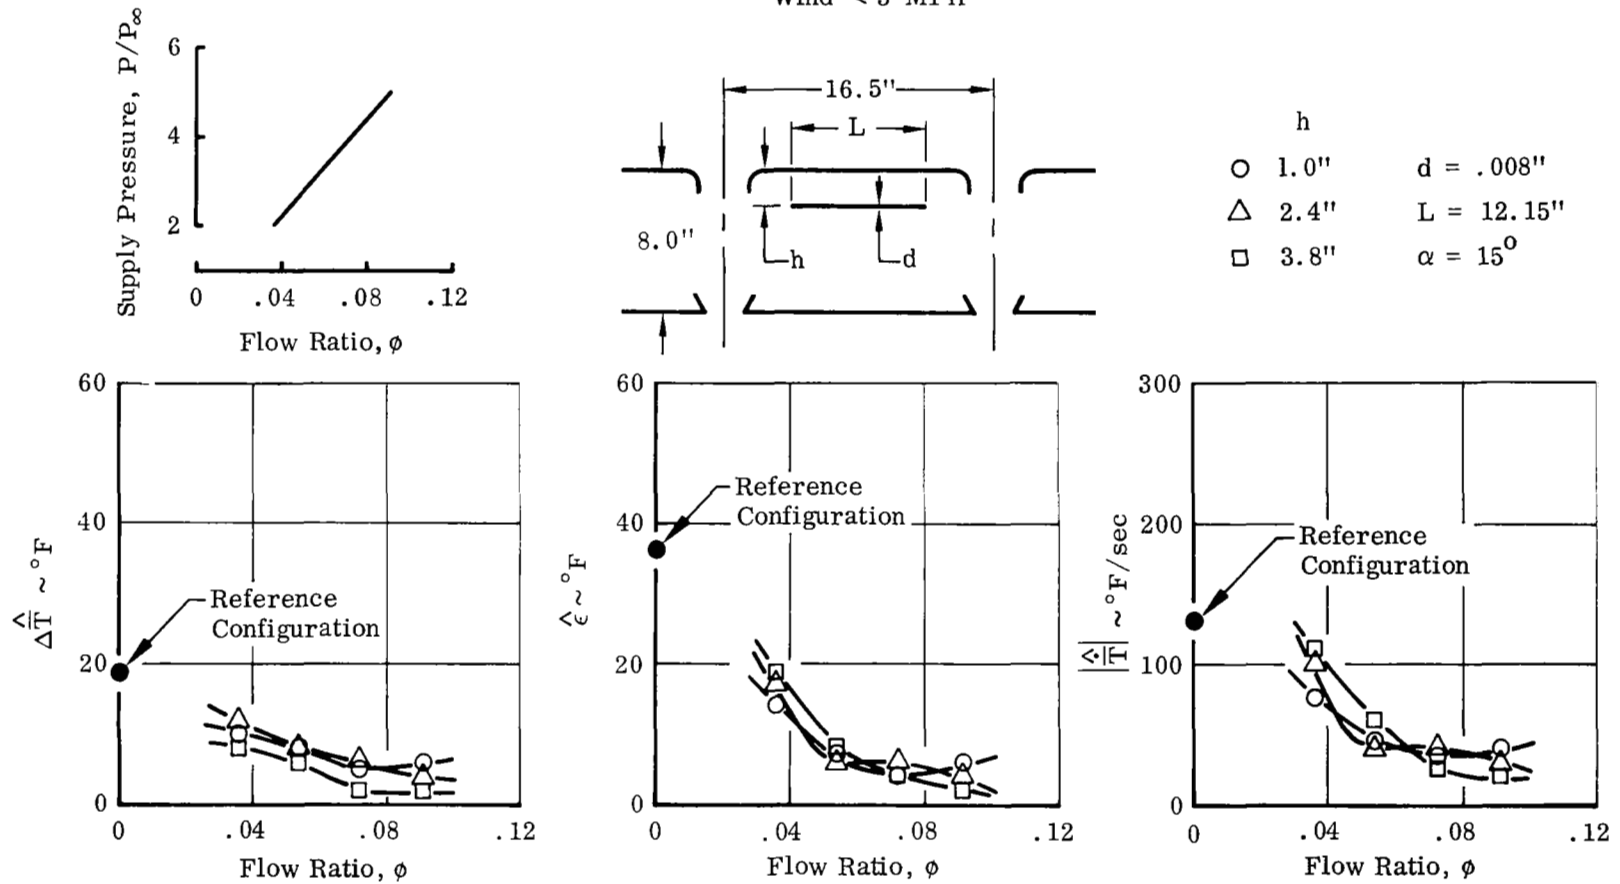 Wind < 5 MPH
Supply Pressure, P/P∞
6
4
2
0 .04 .08 .12
Flow Ratio, ϕ
16.5"
L
8.0"
h
d
h
○ 1.0" d = .008"
△ 2.4" L = 12.15"
□ 3.8" α = 15°
60
40
20
0
ΔT̂ ~ °F
Reference
Configuration
0 .04 .08 .12
Flow Ratio, ϕ
60
40
20
0
ε̂ ~ °F
Reference
Configuration
0 .04 .08 .12
Flow Ratio, ϕ
300
200
100
0
~ °F/sec
Reference
Configuration
0 .04 .08 .12
Flow Ratio, ϕ